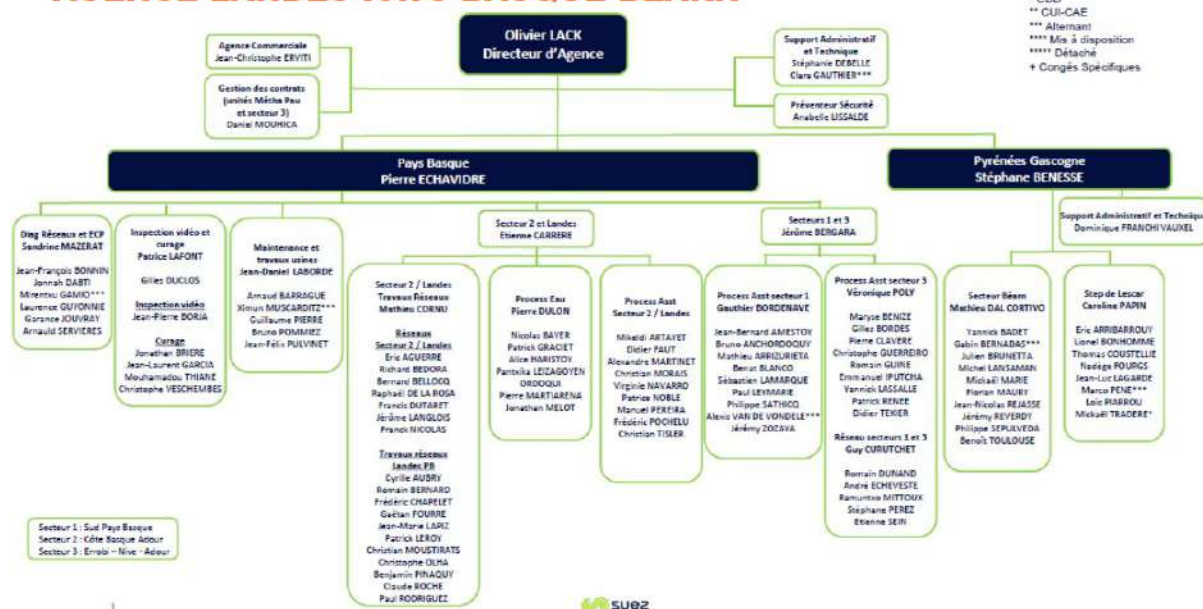 AGENCE LANDES PAYS BASQUE BEARN
* CDD
** CUI-CAE
*** Alternant
**** Mis à disposition
***** Détaché
+ Congés Spécifiques
Olivier LACK
Directeur d'Agence
Agence Commerciale
Jean-Christophe ERVITI
Gestion des contrats
(unités Métha Pau
et secteur 3)
Daniel MOUHICA
Support Administratif
et Technique
Stéphanie DEBELLE
Clara GAUTHIER***
Préventeur Sécurité
Anabelle LISSALDE
Pays Basque
Pierre ECHAVIDRE
Pyrénées Gascogne
Stéphane BENESSE
Support Administratif et Technique
Dominique FRANCHI VAUXEL
Diag Réseaux et ECP
Sandrine MAZERAT
Jean-François BONNIN
Jonnah DABTI
Mirentxu GAMIO***
Laurence GUYONNIE
Garance JOUVRAY
Arnauld SERVIERES
Inspection vidéo et
curage
Patrice LAFONT
Gilles DUCLOS
Inspection vidéo
Jean-Pierre BORJA
Curage
Jonathan BRIERE
Jean-Laurent GARCIA
Mouhamadou THIANE
Christophe VESCHEMBES
Maintenance et
travaux usines
Jean-Daniel LABORDE
Arnaud BARRAGUE
Ximun MUSCARDITZ***
Guillaume PIERRE
Bruno POMMIEZ
Jean-Félix PULVINET
Secteur 2 et Landes
Etienne CARRERE
Secteur 2 / Landes
Travaux Réseaux
Mathieu CORNU
Réseaux
Secteur 2 / Landes
Eric AGUERRE
Richard BEDORA
Bernard BELLOCQ
Raphaël DE LA ROSA
Francis DUTARET
Jérôme LANGLOIS
Franck NICOLAS
Travaux réseaux
Landes PB
Cyrille AUBRY
Romain BERNARD
Frédéric CHAPELET
Gaëtan FOURRE
Jean-Marie LAPIZ
Patrick LEROY
Christian MOUSTIRATS
Christophe OLHA
Benjamin PINAQUY
Claude ROCHE
Paul RODRIGUEZ
Process Eau
Pierre DULON
Nicolas BAYER
Patrick GRACIET
Alice HARISTOY
Pantxika LEIZAGOYEN
ORDOQUI
Pierre MARTIARENA
Jonathan MELOT
Process Asst
Secteur 2 / Landes
Mikeldi ARTAYET
Didier FAUT
Alexandre MARTINET
Christian MORAIS
Virginie NAVARRO
Patrice NOBLE
Manuel PEREIRA
Frédéric POCHELU
Christian TISLER
Secteurs 1 et 3
Jérôme BERGARA
Process Asst secteur 1
Gauthier BORDENAVE
Jean-Bernard AMESTOY
Bruno ANCHORDOQUY
Mathieu ARRIZURIETA
Benat BLANCO
Sébastien LAMARQUE
Paul LEYMARIE
Philippe SATHICQ
Alexis VAN DE VONDELE***
Jérémy ZOZAYA
Process Asst secteur 3
Véronique POLY
Maryse BENIZE
Gilles BORDES
Pierre CLAVERE
Christophe GUERREIRO
Romain GUINE
Emmanuel IPUTCHA
Yannick LASSALLE
Patrick RENEE
Didier TEXIER
Réseau secteurs 1 et 3
Guy CURUTCHET
Romain DUNAND
André ECHEVESTE
Ramuntxo MITTOUX
Stéphane PEREZ
Etienne SEIN
Secteur Béarn
Mathieu DAL CORTIVO
Yannick BADET
Gabin BERNADAS***
Julien BRUNETTA
Michel LANSAMAN
Mickaël MARIE
Florian MAURY
Jean-Nicolas REJASSE
Jérémy REVERDY
Philippe SEPULVEDA
Benoît TOULOUSE
Step de Lescar
Caroline PAPIN
Eric ARRIBARROUY
Lionel BONHOMME
Thomas COUSTELLIE
Nadège FOURGS
Jean-Luc LAGARDE
Marco PENE***
Loïc PIARROU
Mickaël TRADERE*
Secteur 1 : Sud Pays Basque
Secteur 2 : Côte Basque Adour
Secteur 3 : Errobi – Nive - Adour
suez